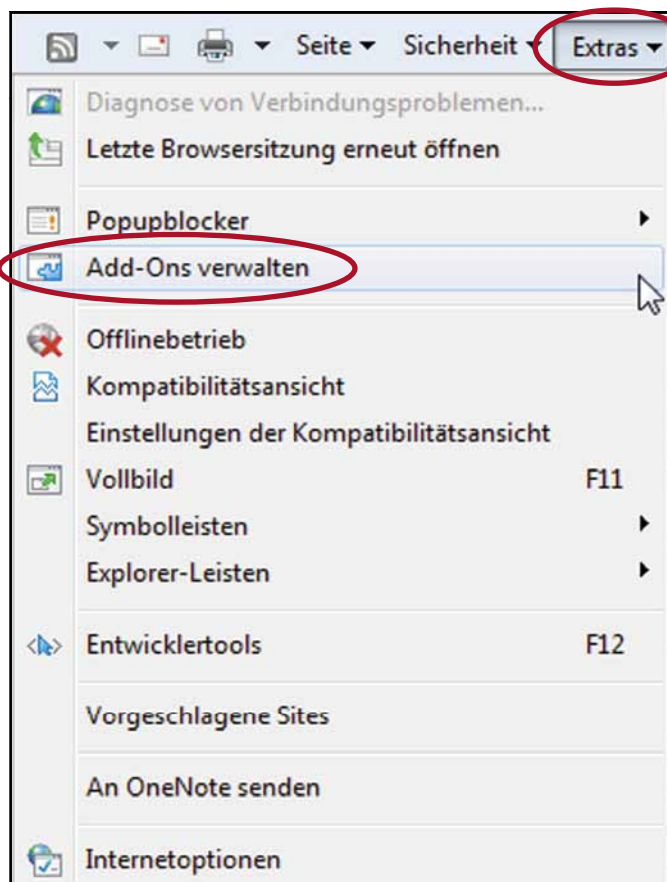 Seite Sicherheit Extras
Diagnose von Verbindungsproblemen...
Letzte Browsersitzung erneut öffnen
Popupblocker
Add-Ons verwalten
Offlinebetrieb
Kompatibilitätsansicht
Einstellungen der Kompatibilitätsansicht
Vollbild F11
Symbolleisten
Explorer-Leisten
Entwicklertools F12
Vorgeschlagene Sites
An OneNote senden
Internetoptionen